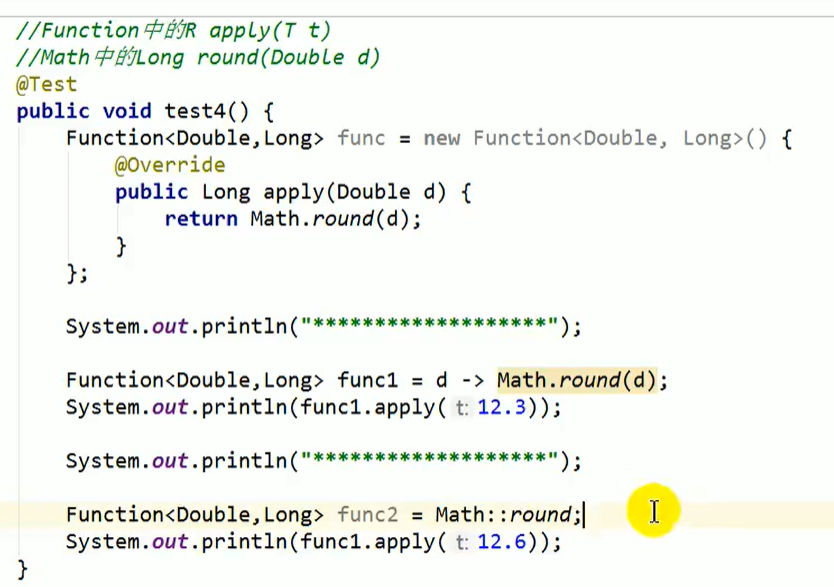 //Function中的R apply(T t)
//Math中的Long round(Double d)
@Test
public void test4() {
Function<Double,Long> func = new Function<Double, Long>() {
@Override
public Long apply(Double d) {
return Math.round(d);
}
};
System.out.println("*******************");
Function<Double,Long> func1 = d -> Math.round(d);
System.out.println(func1.apply( t: 12.3));
System.out.println("*******************");
Function<Double,Long> func2 = Math::round;
System.out.println(func1.apply( t: 12.6));
}